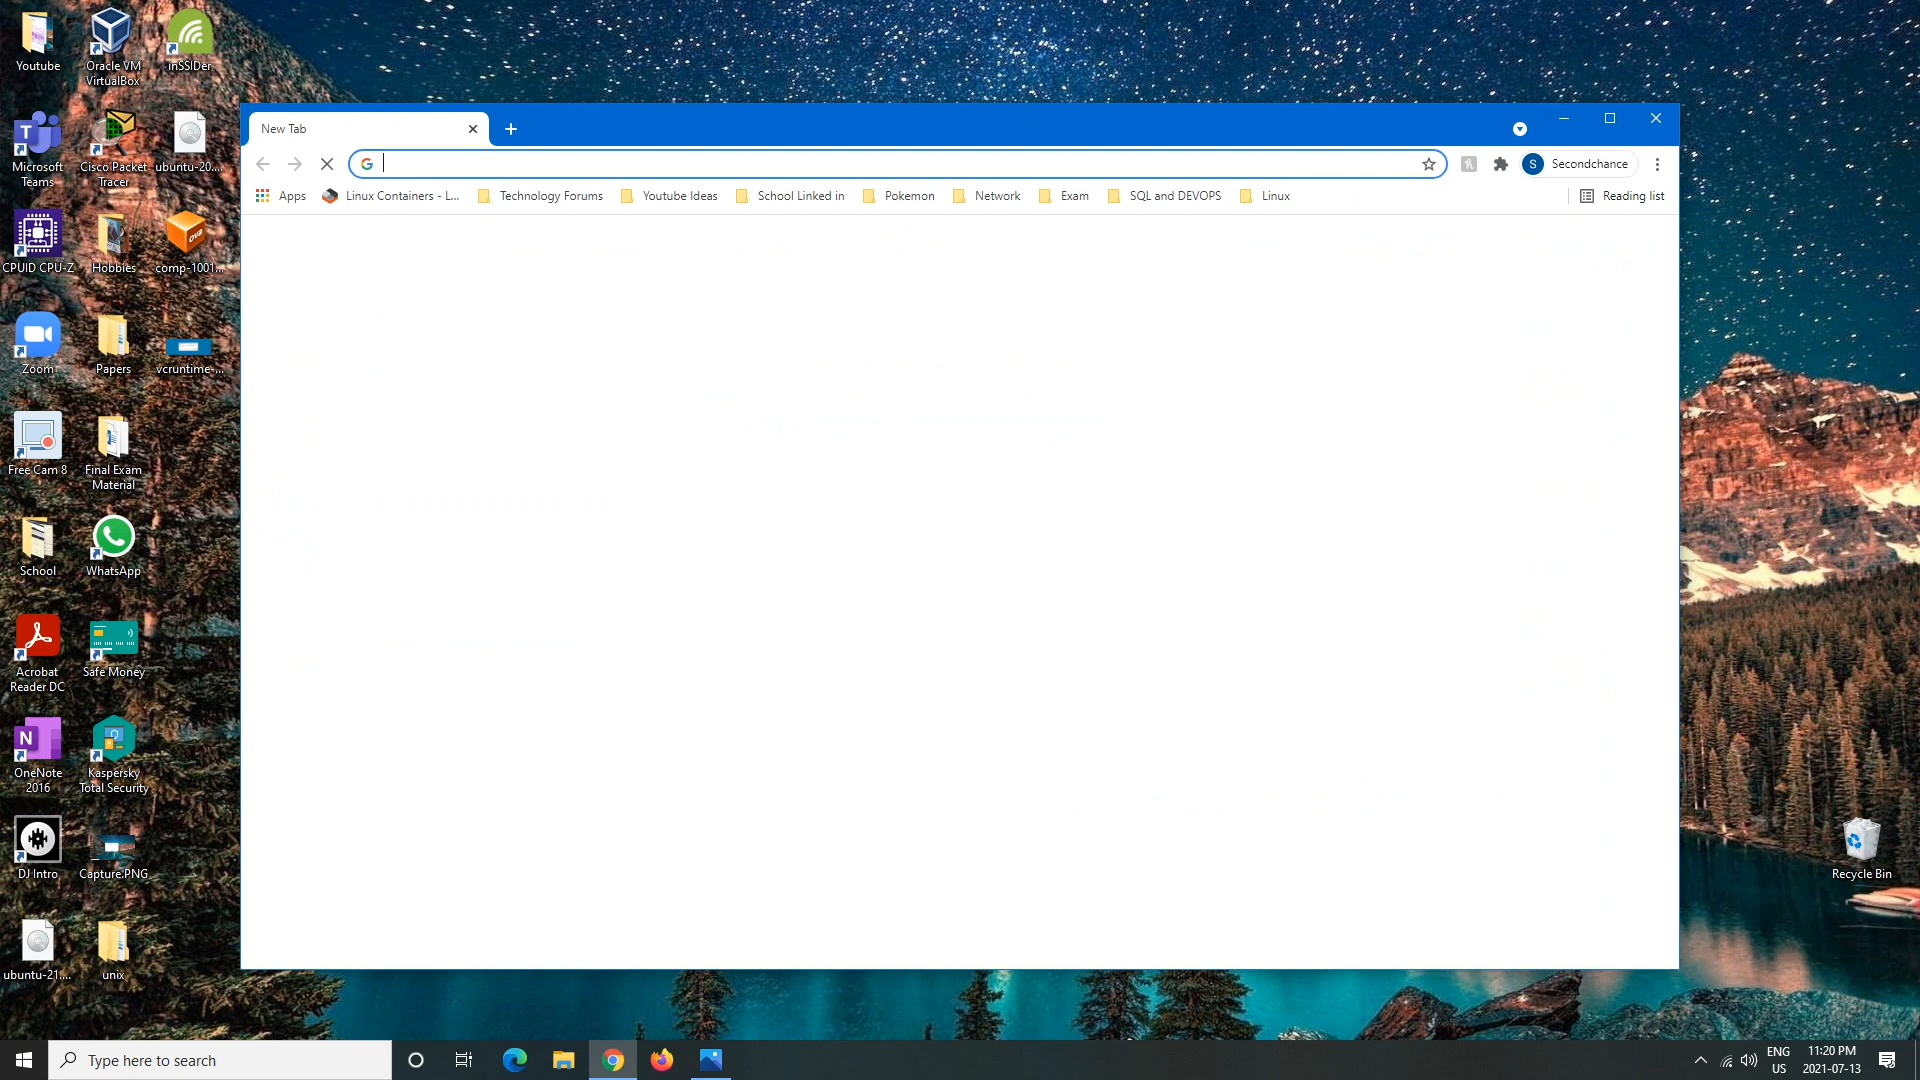 Youtube
Oracle VM
VirtualBox
inSSIDer
Microsoft
Teams
Cisco Packet
Tracer
ubuntu-20....
CPUID CPU-Z
Hobbies
comp-1001...
Zoom
Papers
vcruntime-...
Free Cam 8
Final Exam
Material
School
WhatsApp
Acrobat
Reader DC
Safe Money
OneNote
2016
Kaspersky
Total Security
DJ Intro
Capture.PNG
ubuntu-21....
unix
New Tab
S
Secondchance
Apps
Linux Containers - L...
Technology Forums
Youtube Ideas
School Linked in
Pokemon
Network
Exam
SQL and DEVOPS
Linux
Reading list
Recycle Bin
Type here to search
ENG
US
11:20 PM
2021-07-13